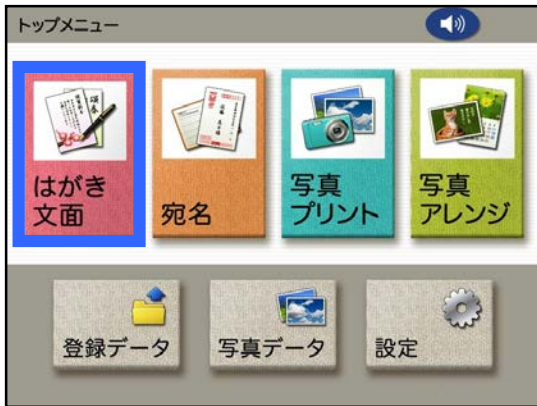 トップメニュー
はがき
文面
宛名
写真
プリント
写真
アレンジ
登録データ
写真データ
設定